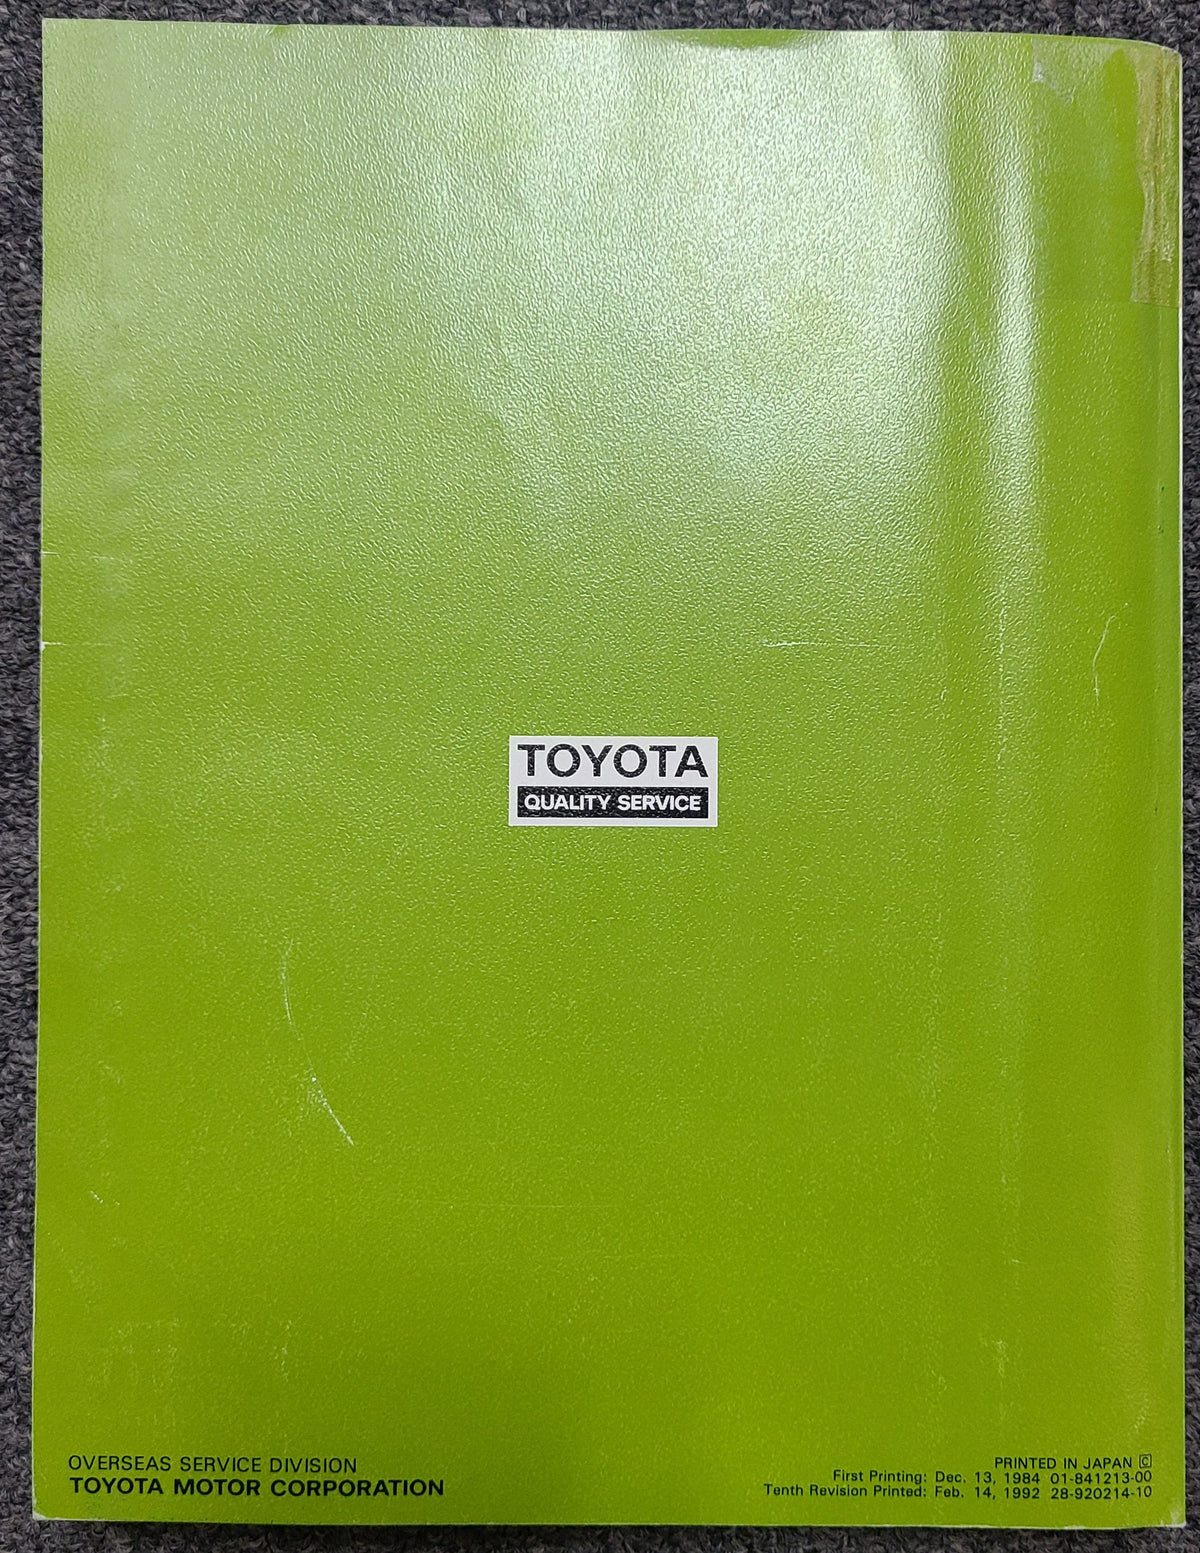 TOYOTA
QUALITY SERVICE
OVERSEAS SERVICE DIVISION
TOYOTA MOTOR CORPORATION
PRINTED IN JAPAN 🄲
First Printing: Dec. 13, 1984 01-841213-00
Tenth Revision Printed: Feb. 14, 1992 28-920214-10